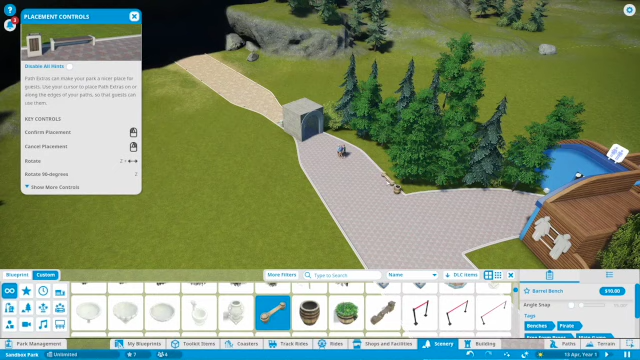 PLACEMENT CONTROLS
Disable All Hints
Path Extras can make your park a nicer place for
guests. Use your cursor to place Path Extras on or
along the edges of your paths, so that guests can
use them.
KEY CONTROLS
Confirm Placement
Cancel Placement
Rotate
Z +
Rotate 90-degrees
Z
Show More Controls
Blueprint
Custom
More Filters
Type to Search
Name
DLC Items
Barrel Bench
$10.00
Angle Snap
Tags
Benches
Pirate
Park Management
My Blueprints
Toolkit Items
Coasters
Track Rides
Rides
Shops and Facilities
Scenery
Building
Paths
Terrain
Sandbox Park
Unlimited
13 Apr, Year 1